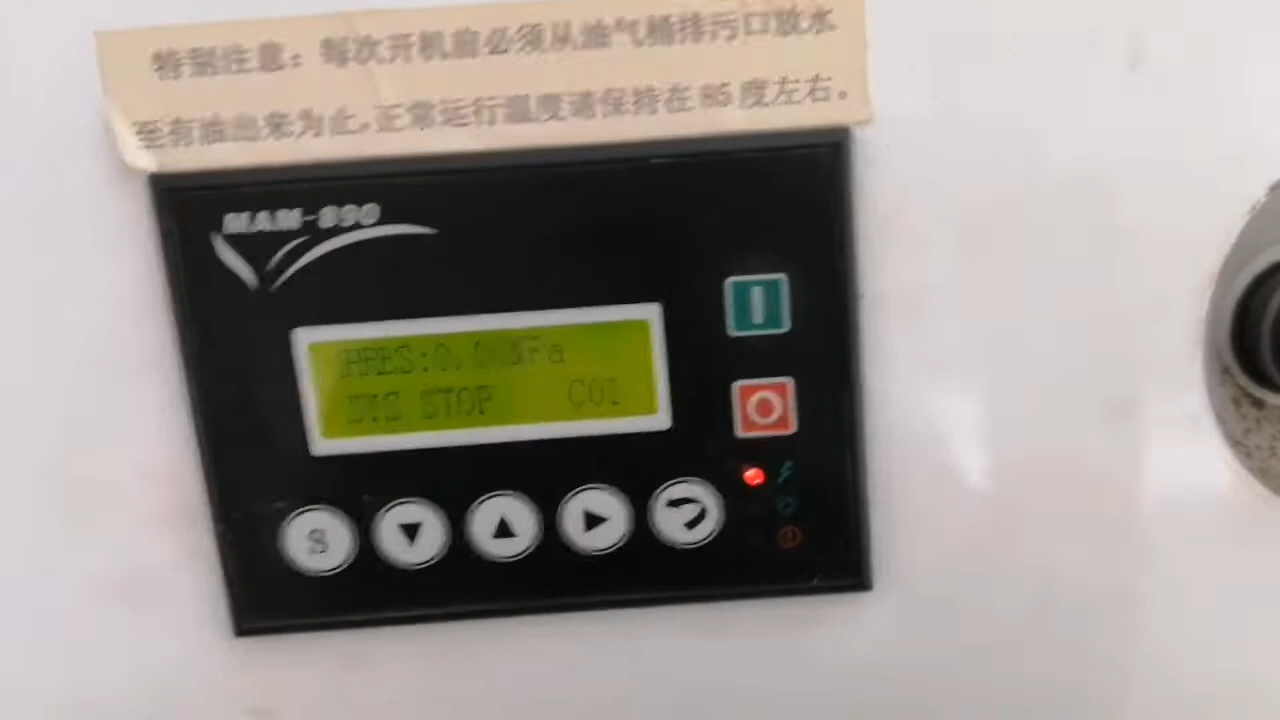 特别注意：每次开机前必须从油气桶排污口放水
至有油出来为止.正常运行温度请保持在85度左右。
MAM-890
PRES:0. MPa
STOP
S